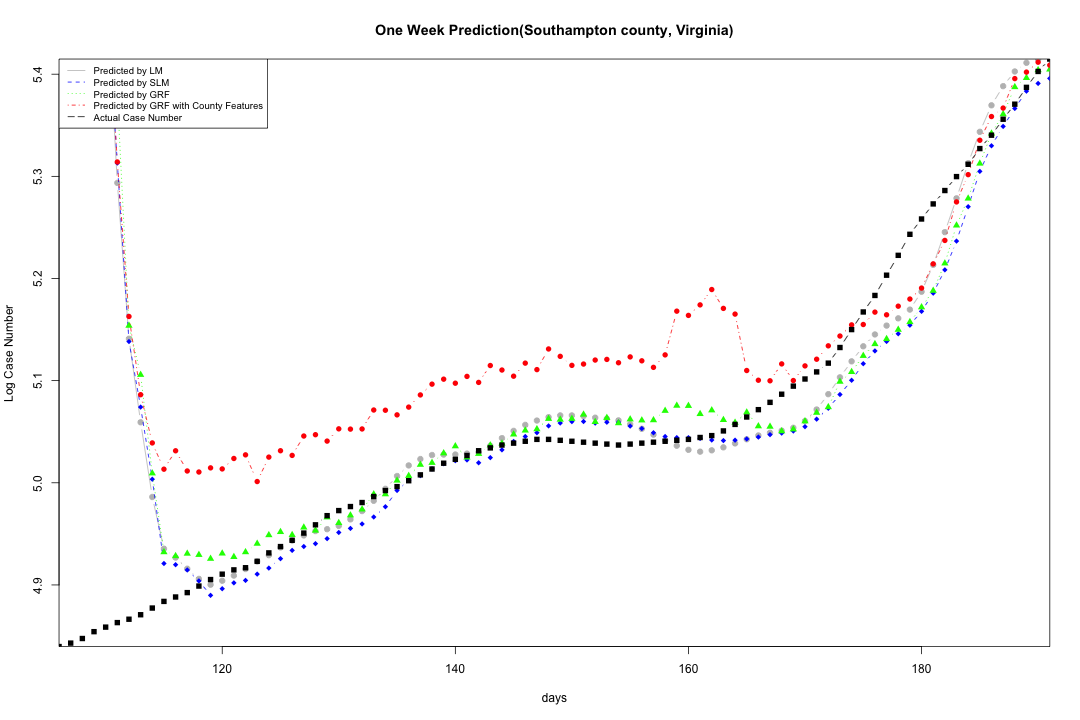 One Week Prediction(Southampton county, Virginia)
Predicted by LM
Predicted by SLM
Predicted by GRF
Predicted by GRF with County Features
Actual Case Number
5.4
5.3
5.2
5.1
5.0
4.9
Log Case Number
120
140
160
180
days